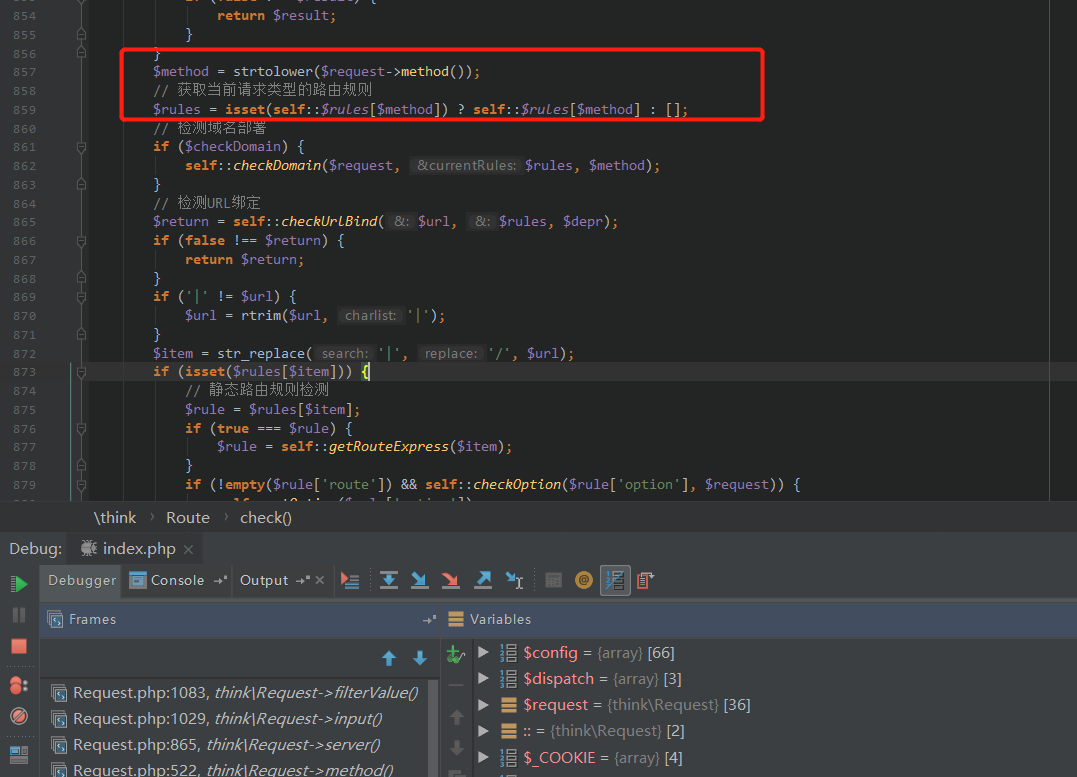 854 return $result;
855 }
856 }
857 $method = strtolower($request->method());
858 // 获取当前请求类型的路由规则
859 $rules = isset(self::$rules[$method]) ? self::$rules[$method] : [];
860 // 检测域名部署
861 if ($checkDomain) {
862 self::checkDomain($request, &currentRules: $rules, $method);
863 }
864 // 检测URL绑定
865 $return = self::checkUrlBind( &: $url, &: $rules, $depr);
866 if (false !== $return) {
867 return $return;
868 }
869 if ('|' != $url) {
870 $url = rtrim($url, charlist: '|');
871 }
872 $item = str_replace( search: '|', replace: '/', $url);
873 if (isset($rules[$item])) {
874 // 静态路由规则检测
875 $rule = $rules[$item];
876 if (true === $rule) {
877 $rule = self::getRouteExpress($item);
878 }
879 if (!empty($rule['route']) && self::checkOption($rule['option'], $request)) {
\think › Route › check()
Debug: index.php
Debugger Console Output
Frames
Variables
Request.php:1083, think\Request->filterValue()
Request.php:1029, think\Request->input()
Request.php:865, think\Request->server()
Request.php:522, think\Request->method()
$config = {array} [66]
$dispatch = {array} [3]
$request = {think\Request} [36]
:: = {think\Request} [2]
$_COOKIE = {array} [4]